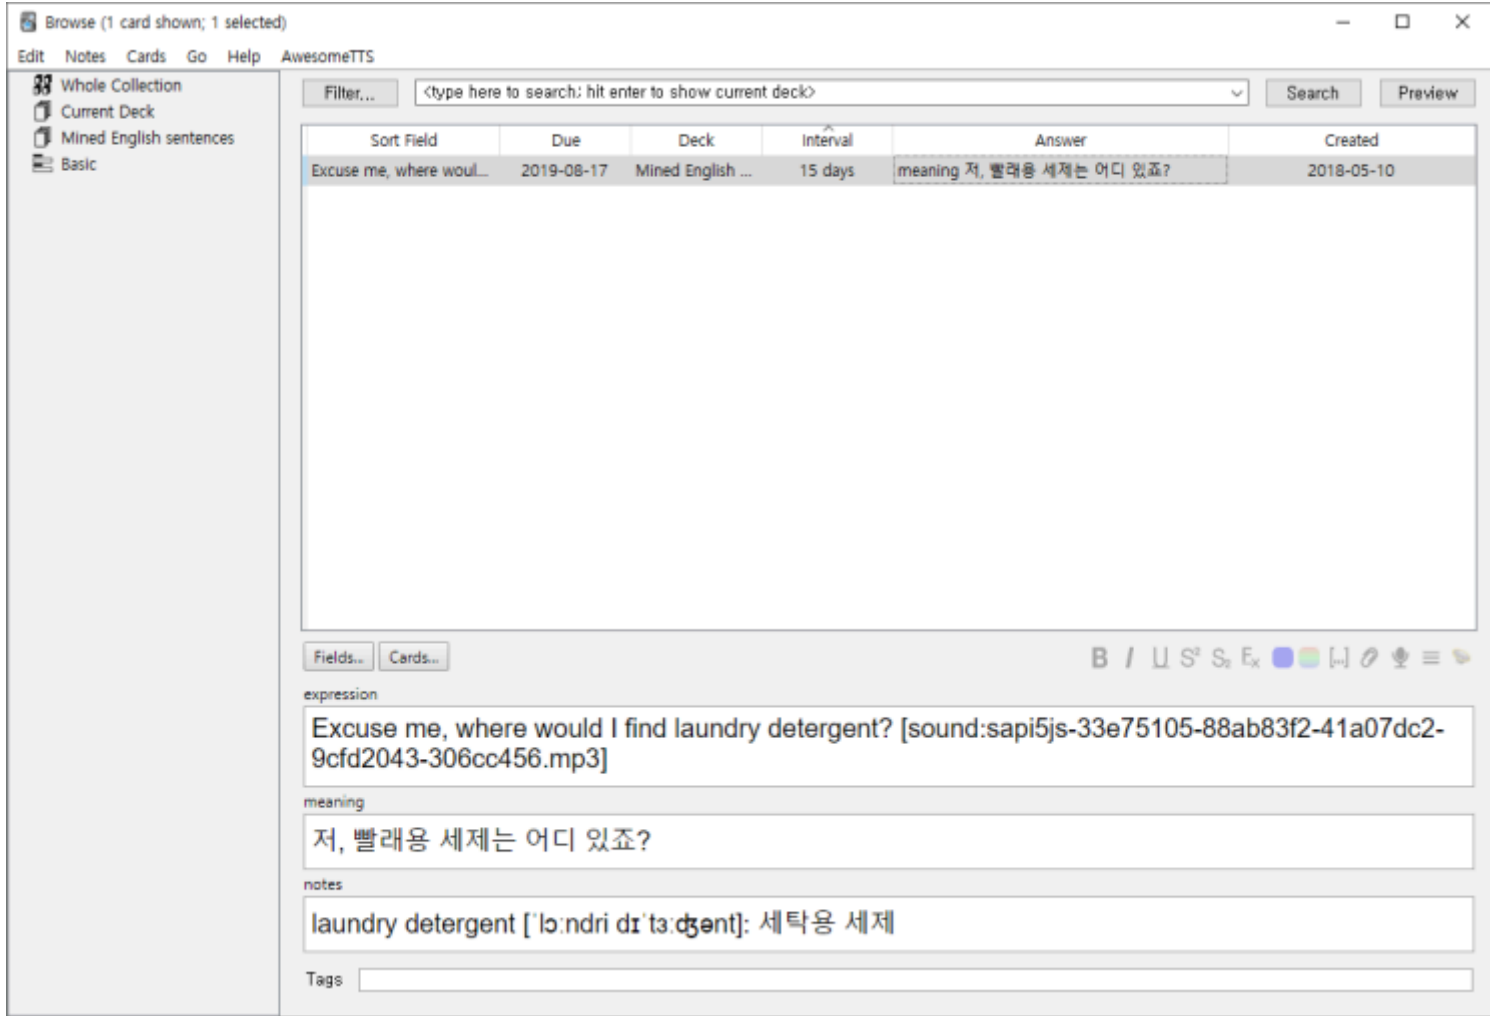 Browse (1 card shown; 1 selected)
Edit Notes Cards Go Help AwesomeTTS
Whole Collection
Current Deck
Mined English sentences
Basic
Filter... <type here to search; hit enter to show current deck> Search Preview
Sort Field Due Deck Interval Answer Created
Excuse me, where woul... 2019-08-17 Mined English ... 15 days meaning 저, 빨래용 세제는 어디 있죠? 2018-05-10
Fields... Cards...
B I U S² S₂ Eₓ [...]
expression
Excuse me, where would I find laundry detergent? [sound:sapi5js-33e75105-88ab83f2-41a07dc2-
9cfd2043-306cc456.mp3]
meaning
저, 빨래용 세제는 어디 있죠?
notes
laundry detergent [ˈlɔːndri dɪˈtɜːʤənt]: 세탁용 세제
Tags